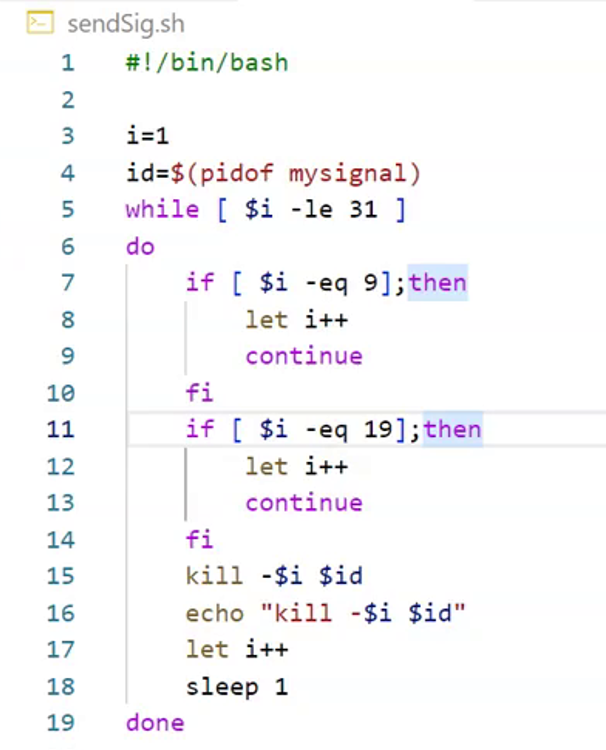 sendSig.sh
1 #!/bin/bash
2
3 i=1
4 id=$(pidof mysignal)
5 while [ $i -le 31 ]
6 do
7     if [ $i -eq 9];then
8         let i++
9         continue
10     fi
11     if [ $i -eq 19];then
12         let i++
13         continue
14     fi
15     kill -$i $id
16     echo "kill -$i $id"
17     let i++
18     sleep 1
19 done